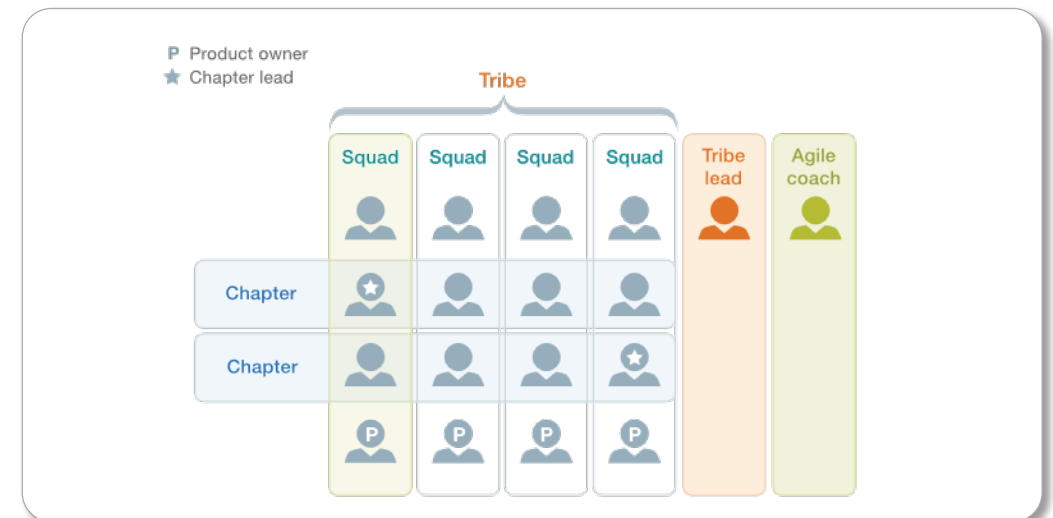 P Product owner
★ Chapter lead
Tribe
Squad
Squad
Squad
Squad
Tribe
lead
Agile
coach
Chapter
Chapter
P
P
P
P